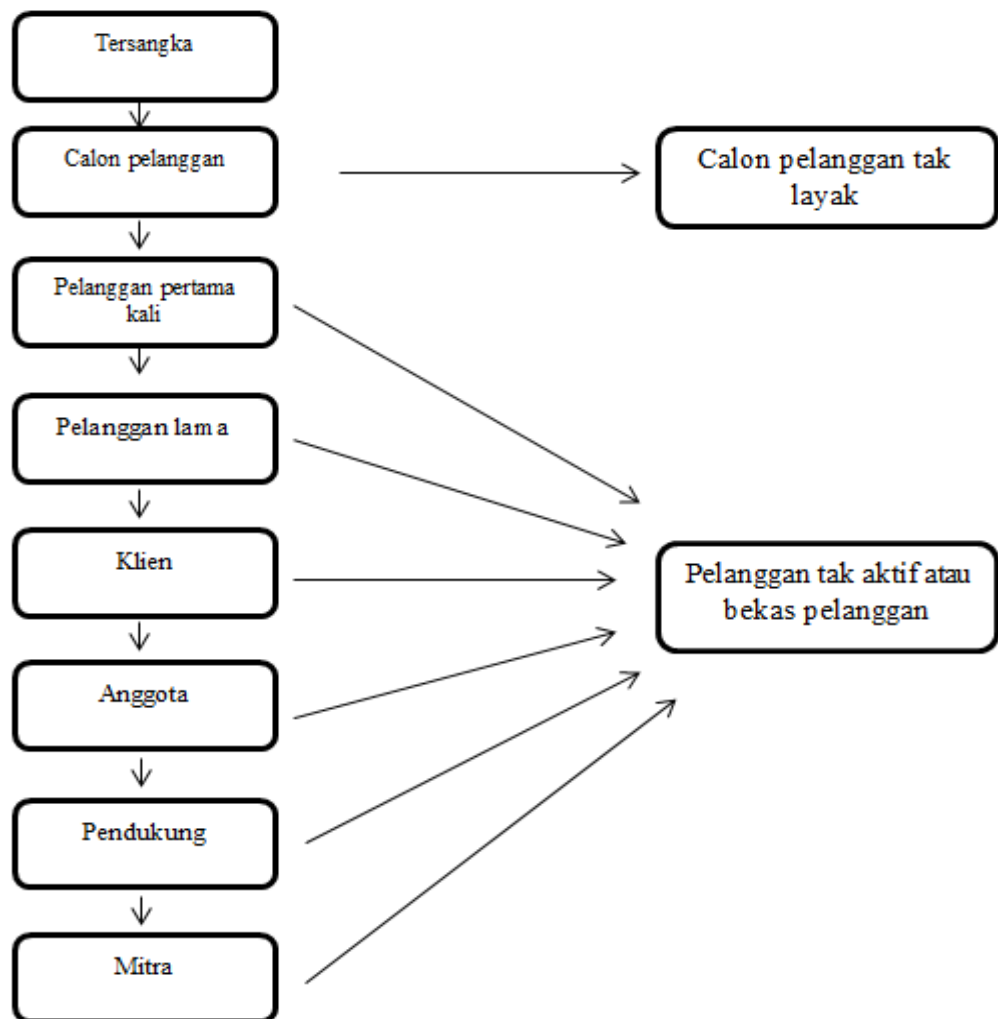 Tersangka
Calon pelanggan
Calon pelanggan tak
layak
Pelanggan pertama
kali
Pelanggan lama
Klien
Pelanggan tak aktif atau
bekas pelanggan
Anggota
Pendukung
Mitra